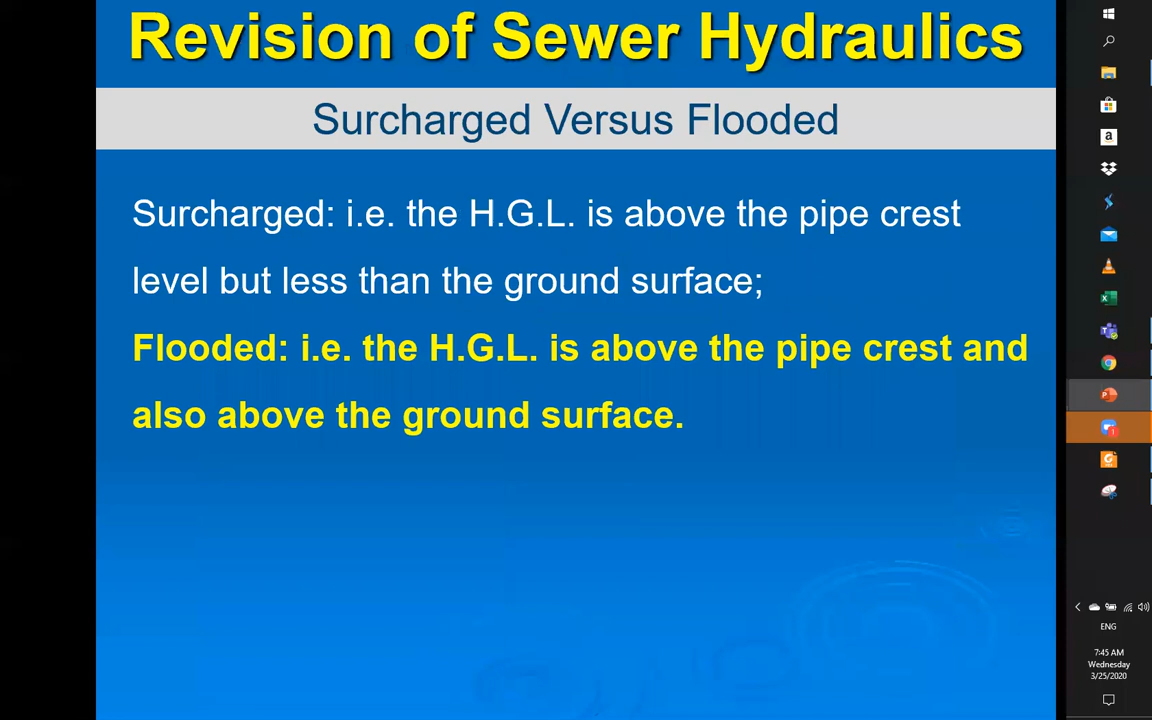 Revision of Sewer Hydraulics
Surcharged Versus Flooded
Surcharged: i.e. the H.G.L. is above the pipe crest
level but less than the ground surface;
Flooded: i.e. the H.G.L. is above the pipe crest and
also above the ground surface.
ENG
7:45 AM
Wednesday
3/25/2020